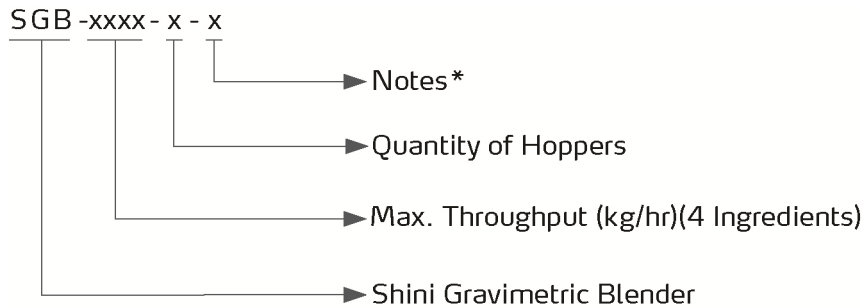 SGB -xxxx- x - x
Notes*
Quantity of Hoppers
Max. Throughput (kg/hr)(4 Ingredients)
Shini Gravimetric Blender